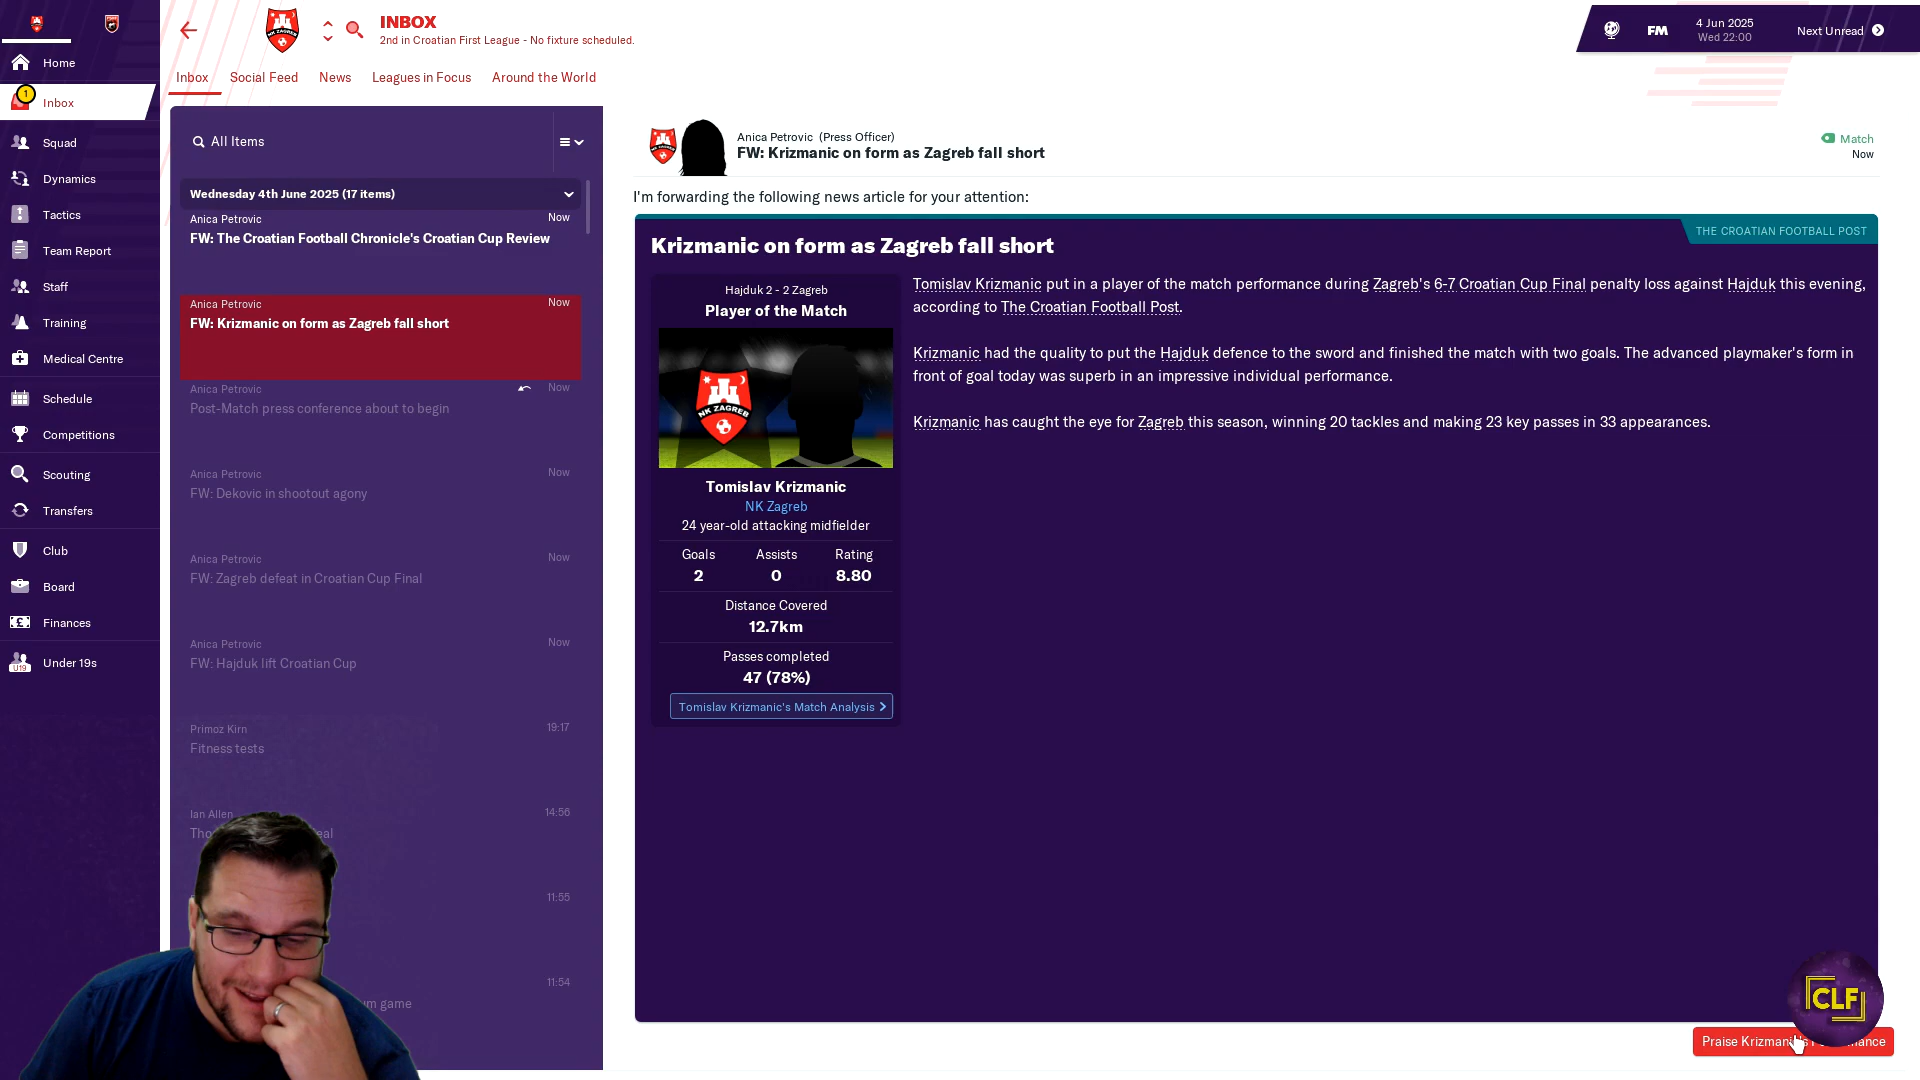 Home
1
Inbox
Squad
Dynamics
Tactics
Team Report
Staff
Training
Medical Centre
Schedule
Competitions
Scouting
Transfers
Club
Board
Finances
U19
Under 19s
NK ZAGREB
INBOX
2nd in Croatian First League - No fixture scheduled.
FM
4 Jun 2025
Wed 22:00
Next Unread
Inbox
Social Feed
News
Leagues in Focus
Around the World
All Items
Wednesday 4th June 2025 (17 items)
Anica Petrovic
Now
FW: The Croatian Football Chronicle's Croatian Cup Review
Anica Petrovic
Now
FW: Krizmanic on form as Zagreb fall short
Anica Petrovic
Now
Post-Match press conference about to begin
Anica Petrovic
Now
FW: Dekovic in shootout agony
Anica Petrovic
Now
FW: Zagreb defeat in Croatian Cup Final
Anica Petrovic
Now
FW: Hajduk lift Croatian Cup
Primoz Kirn
19:17
Fitness tests
Ian Allen
14:56
11:55
11:54
game
Anica Petrovic (Press Officer)
FW: Krizmanic on form as Zagreb fall short
Match
Now
I'm forwarding the following news article for your attention:
Krizmanic on form as Zagreb fall short
THE CROATIAN FOOTBALL POST
Hajduk 2 - 2 Zagreb
Player of the Match
NK ZAGREB
Tomislav Krizmanic
NK Zagreb
24 year-old attacking midfielder
Goals Assists Rating
2 0 8.80
Distance Covered
12.7km
Passes completed
47 (78%)
Tomislav Krizmanic's Match Analysis
Tomislav Krizmanic put in a player of the match performance during Zagreb's 6-7 Croatian Cup Final penalty loss against Hajduk this evening,
according to The Croatian Football Post.
Krizmanic had the quality to put the Hajduk defence to the sword and finished the match with two goals. The advanced playmaker's form in
front of goal today was superb in an impressive individual performance.
Krizmanic has caught the eye for Zagreb this season, winning 20 tackles and making 23 key passes in 33 appearances.
CLF
Praise